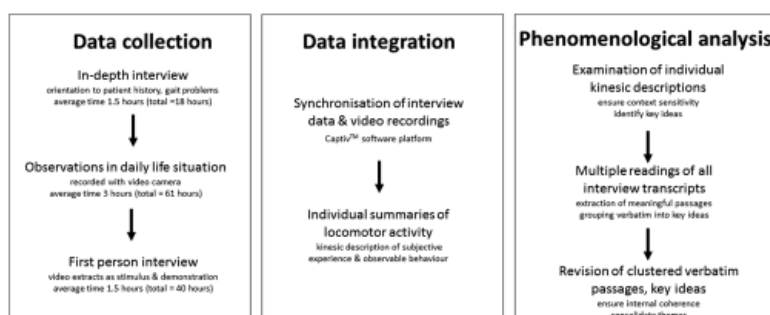 Data collection
In-depth interview
orientation to patient history, gait problems
average time 1.5 hours (total =18 hours)
Observations in daily life situation
recorded with video camera
average time 3 hours (total = 61 hours)
First person interview
video extracts as stimulus & demonstration
average time 1.5 hours (total = 40 hours)
Data integration
Synchronisation of interview
data & video recordings
Captiv™ software platform
Individual summaries of
locomotor activity
kinesic description of subjective
experience & observable behaviour
Phenomenological analysis
Examination of individual
kinesic descriptions
ensure context sensitivity
identify key ideas
Multiple readings of all
interview transcripts
extraction of meaningful passages
grouping verbatim into key ideas
Revision of clustered verbatim
passages, key ideas
ensure internal coherence
consolidate themes